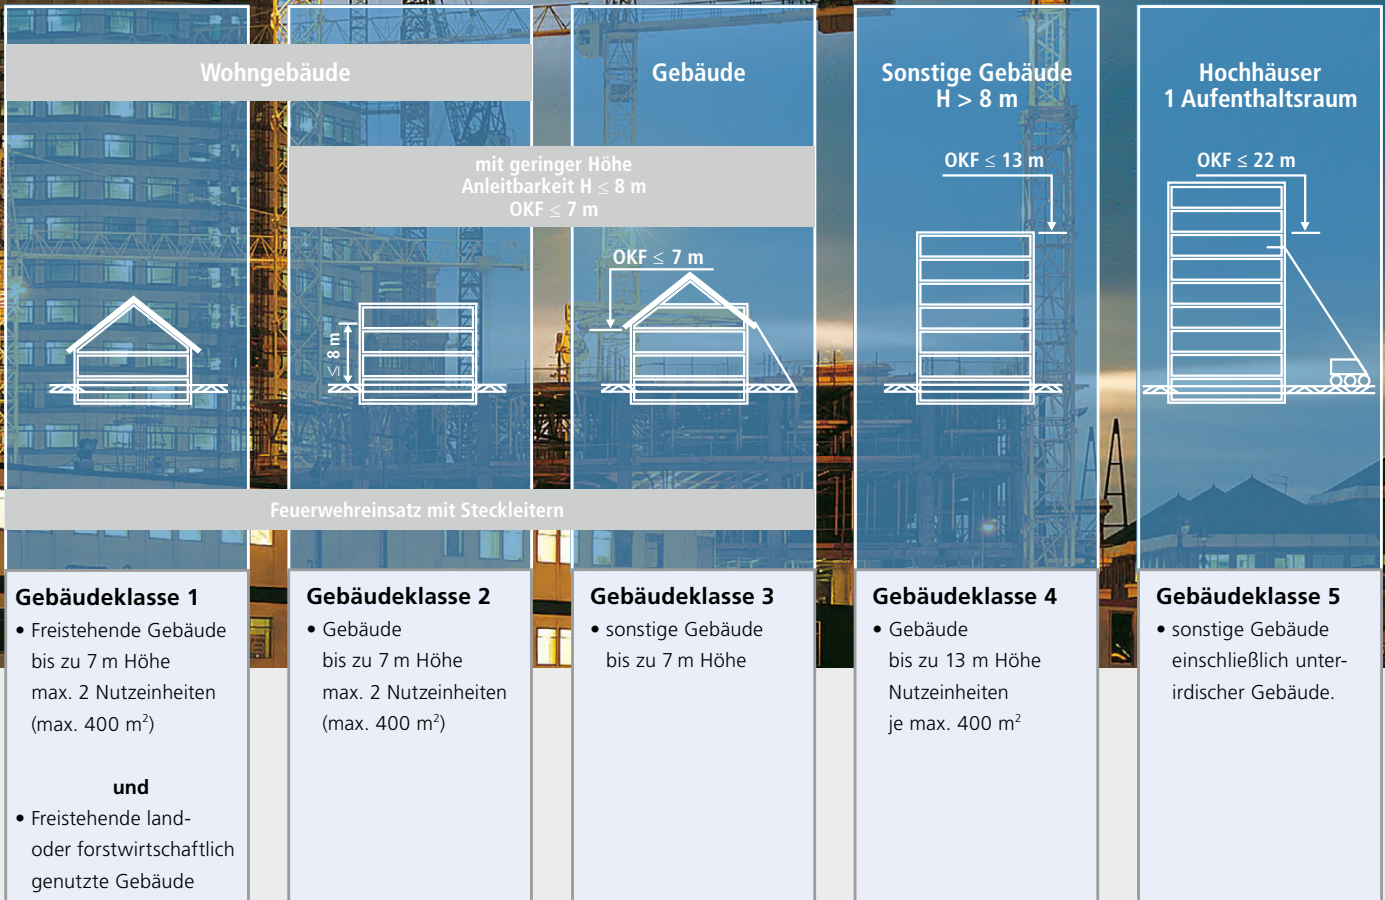 Wohngebäude
Gebäude
Sonstige Gebäude
H > 8 m
Hochhäuser
1 Aufenthaltsraum
mit geringer Höhe
Anleitbarkeit H ≤ 8 m
OKF ≤ 7 m
OKF ≤ 13 m
OKF ≤ 22 m
OKF ≤ 7 m
≤ 8 m
Feuerwehreinsatz mit Steckleitern
Gebäudeklasse 1
• Freistehende Gebäude
bis zu 7 m Höhe
max. 2 Nutzeinheiten
(max. 400 m²)
und
• Freistehende land-
oder forstwirtschaftlich
genutzte Gebäude
Gebäudeklasse 2
• Gebäude
bis zu 7 m Höhe
max. 2 Nutzeinheiten
(max. 400 m²)
Gebäudeklasse 3
• sonstige Gebäude
bis zu 7 m Höhe
Gebäudeklasse 4
• Gebäude
bis zu 13 m Höhe
Nutzeinheiten
je max. 400 m²
Gebäudeklasse 5
• sonstige Gebäude
einschließlich unter-
irdischer Gebäude.